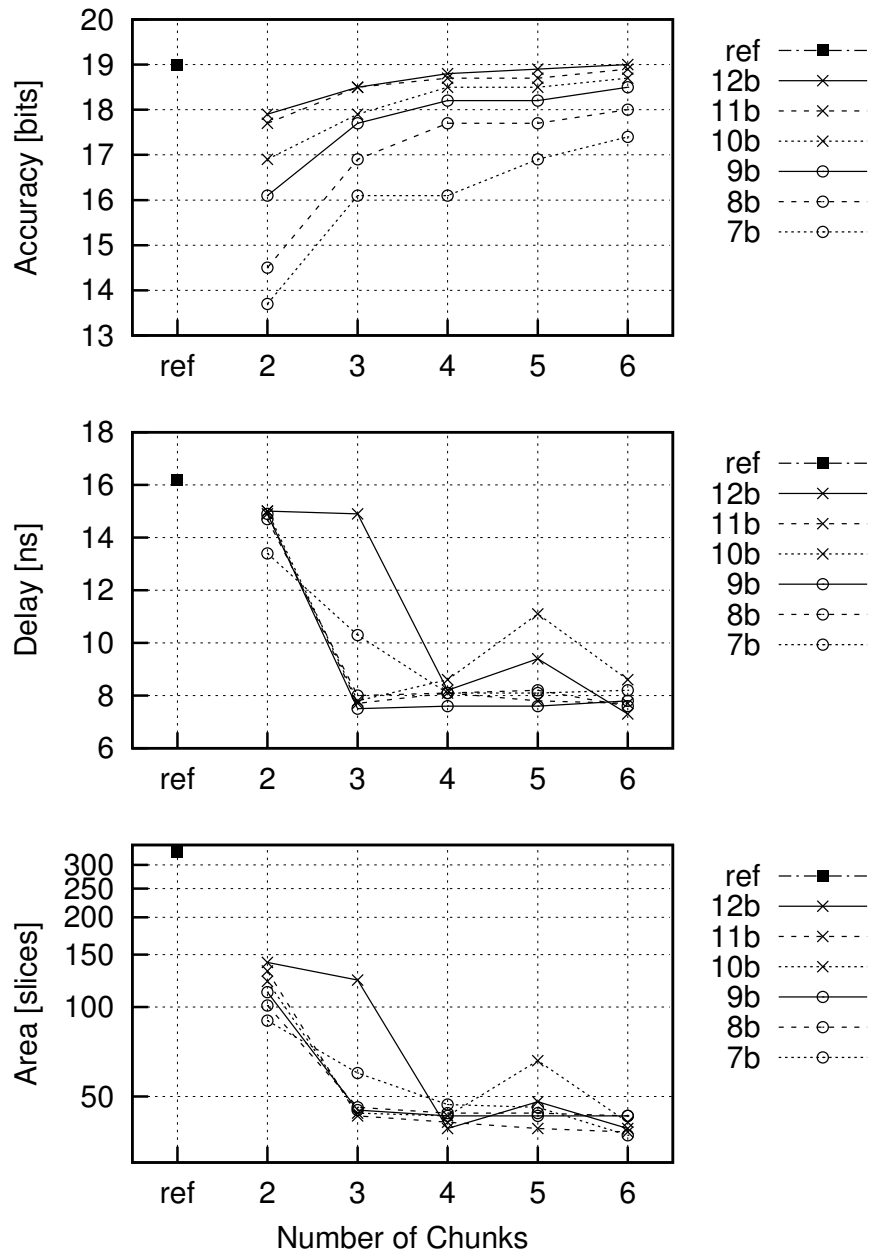 20
19
18
17
16
15
14
13
Accuracy [bits]
ref 2 3 4 5 6
ref
12b
11b
10b
9b
8b
7b
18
16
14
12
10
8
6
Delay [ns]
ref 2 3 4 5 6
ref
12b
11b
10b
9b
8b
7b
300
250
200
150
100
50
Area [slices]
ref 2 3 4 5 6
Number of Chunks
ref
12b
11b
10b
9b
8b
7b